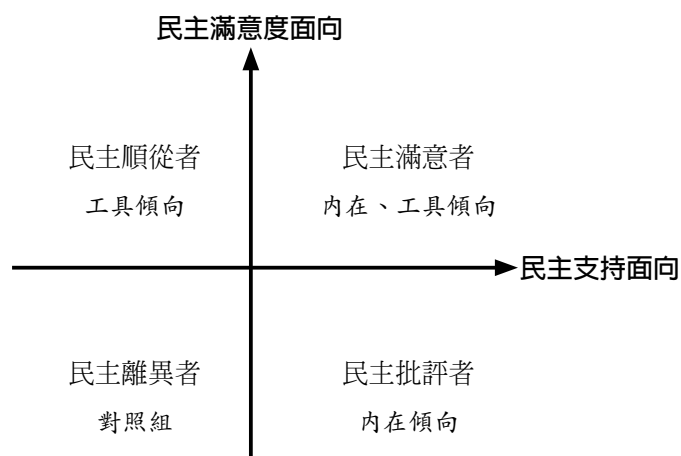 民主滿意度面向
民主順從者
工具傾向
民主滿意者
內在、工具傾向
民主支持面向
民主離異者
對照組
民主批評者
內在傾向